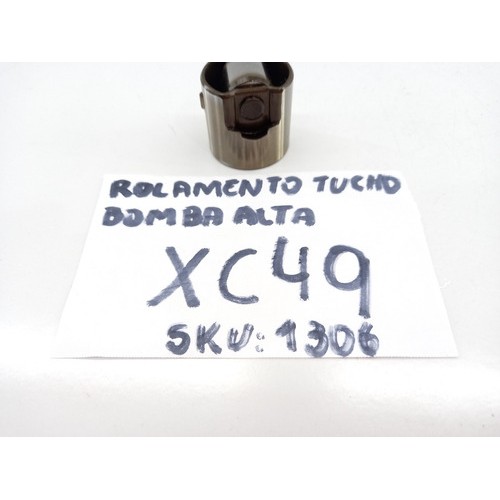 ROLAMENTO TUCHO
BOMBA ALTA
XC49
SKU: 1306